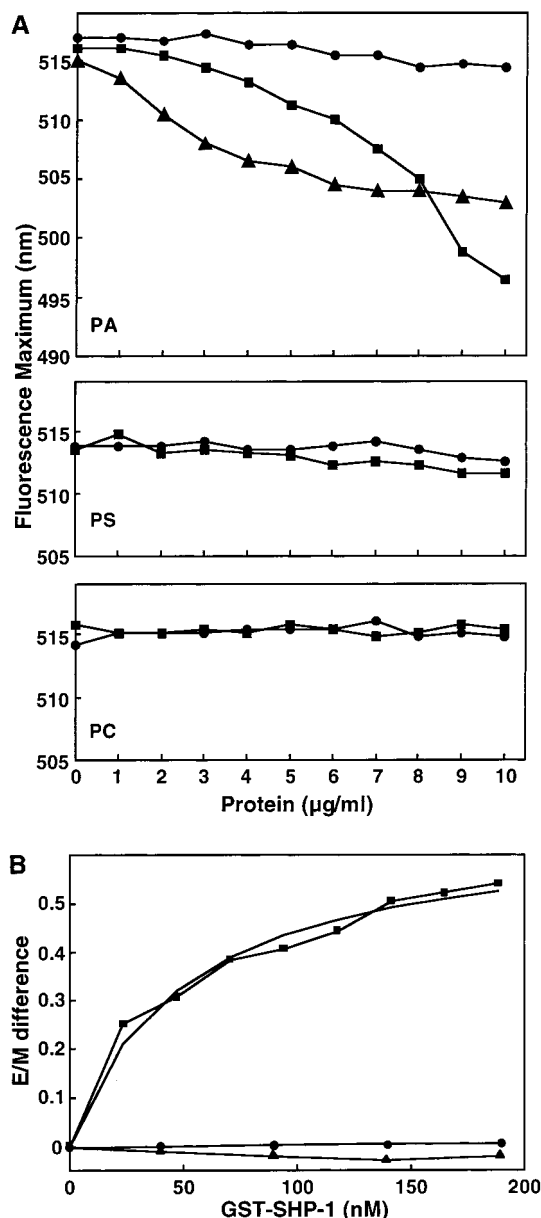 A
Fluorescence Maximum (nm)
515
510
505
500
495
490
PA
515
510
505
PS
515
510
505
PC
0 1 2 3 4 5 6 7 8 9 10
Protein (µg/ml)
B
E/M difference
0.5
0.4
0.3
0.2
0.1
0
0 50 100 150 200
GST-SHP-1 (nM)